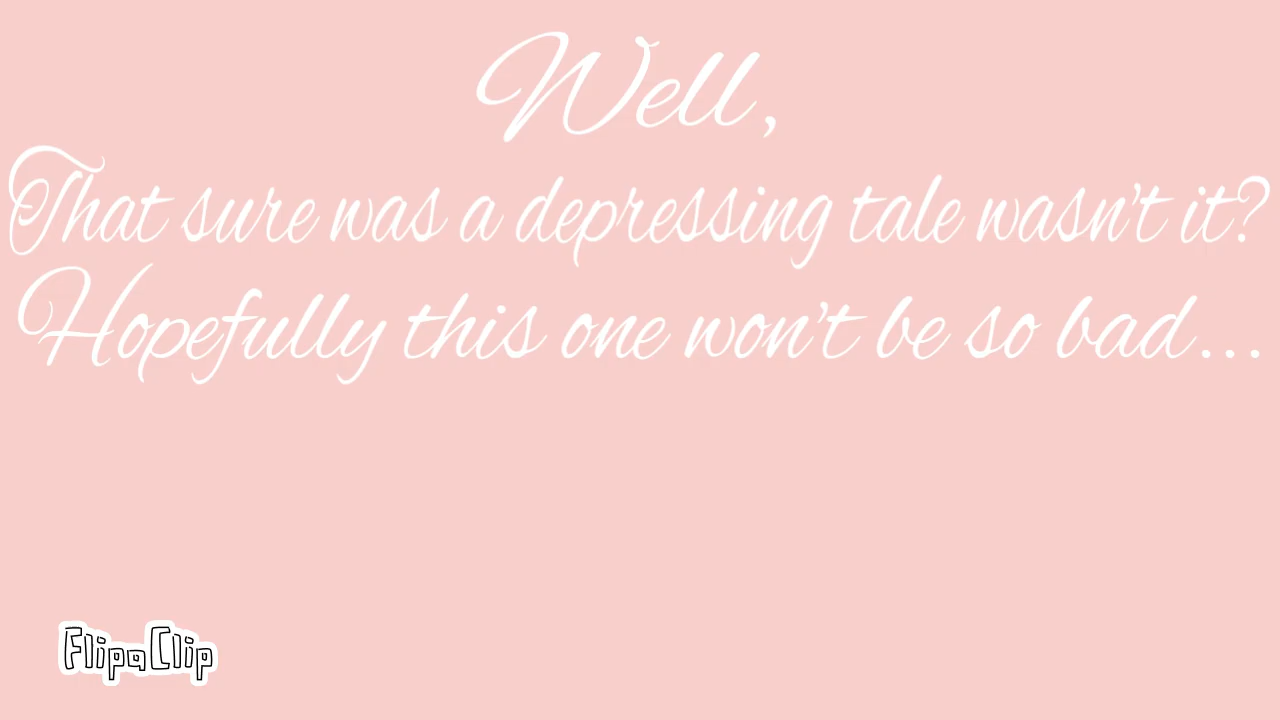 Well,
That sure was a depressing tale wasn't it?
Hopefully this one won't be so bad...
FlipaClip